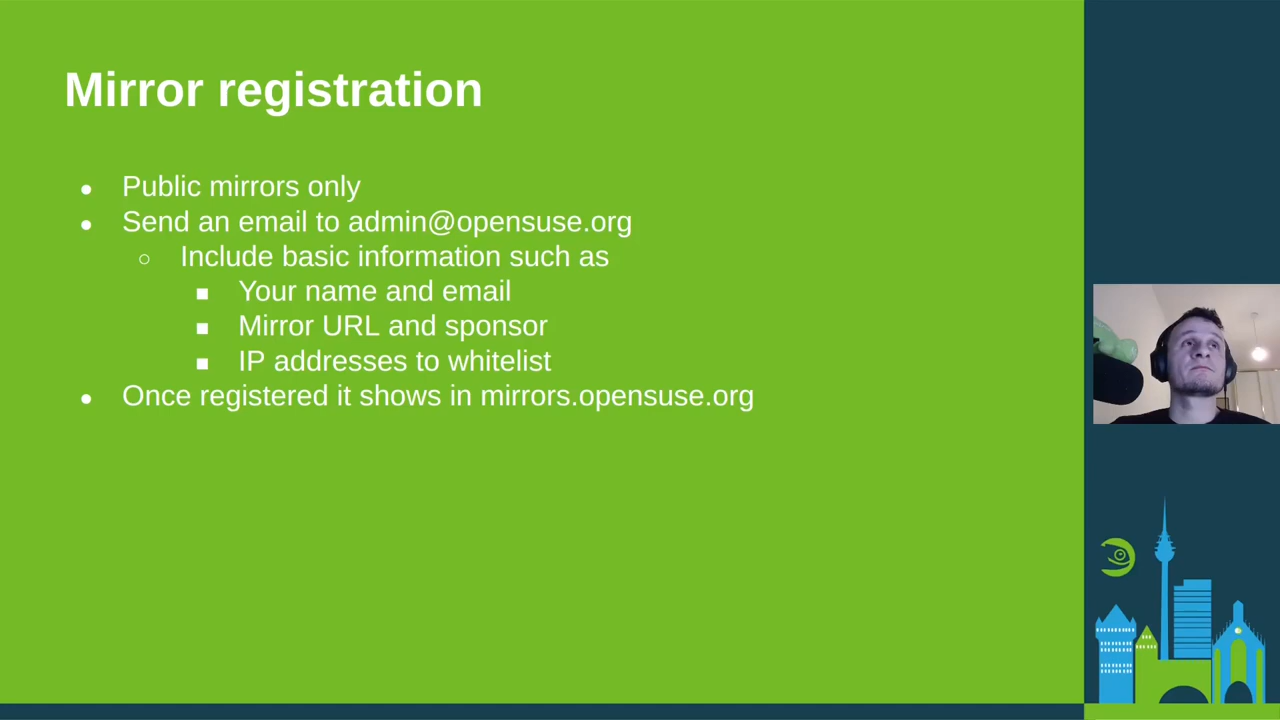 Mirror registration
● Public mirrors only
● Send an email to admin@opensuse.org
○ Include basic information such as
■ Your name and email
■ Mirror URL and sponsor
■ IP addresses to whitelist
● Once registered it shows in mirrors.opensuse.org